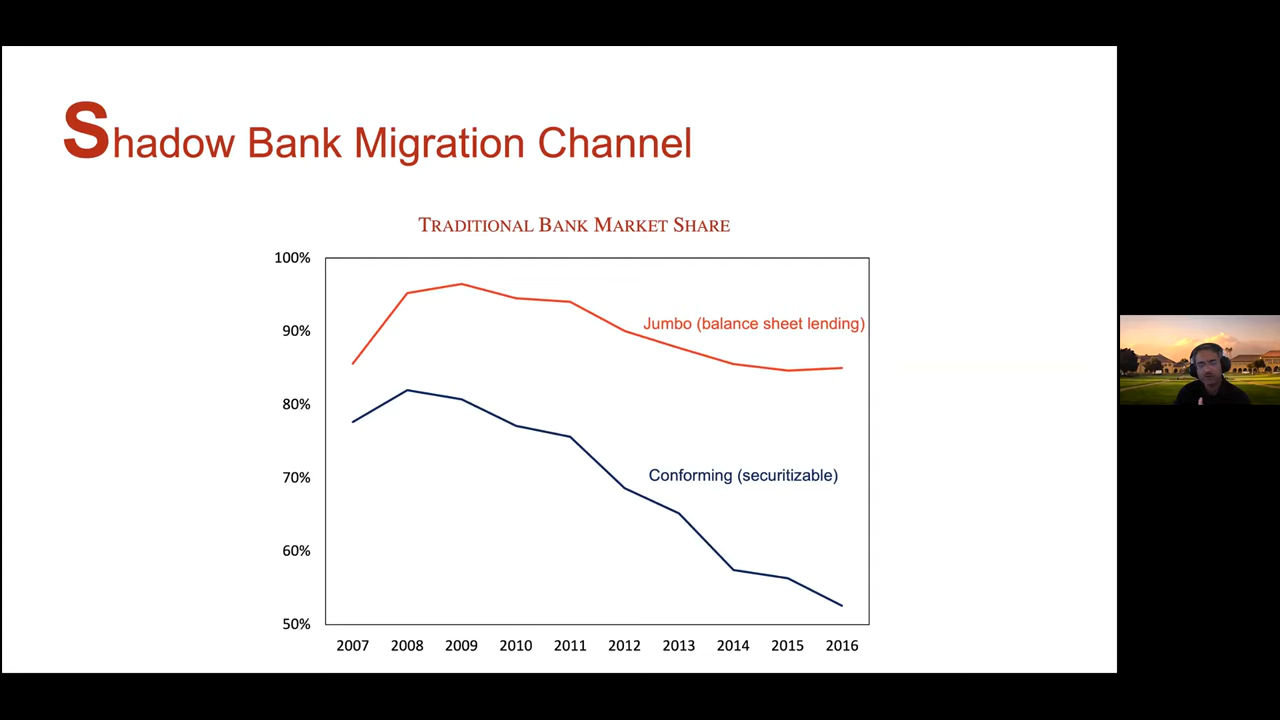 Shadow Bank Migration Channel
TRADITIONAL BANK MARKET SHARE
100%
90%
80%
70%
60%
50%
Jumbo (balance sheet lending)
Conforming (securitizable)
2007 2008 2009 2010 2011 2012 2013 2014 2015 2016